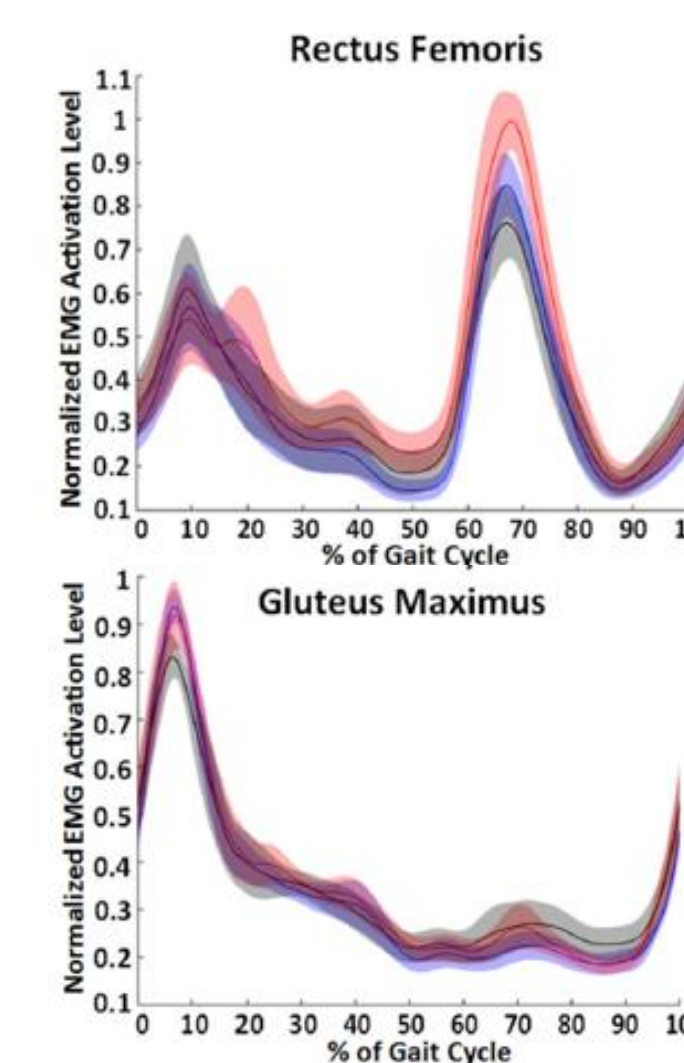 Rectus Femoris
Normalized EMG Activation Level
1.1
1
0.9
0.8
0.7
0.6
0.5
0.4
0.3
0.2
0.1
0 10 20 30 40 50 60 70 80 90
% of Gait Cycle
Gluteus Maximus
Normalized EMG Activation Level
1
0.9
0.8
0.7
0.6
0.5
0.4
0.3
0.2
0.1
0 10 20 30 40 50 60 70 80 90
% of Gait Cycle